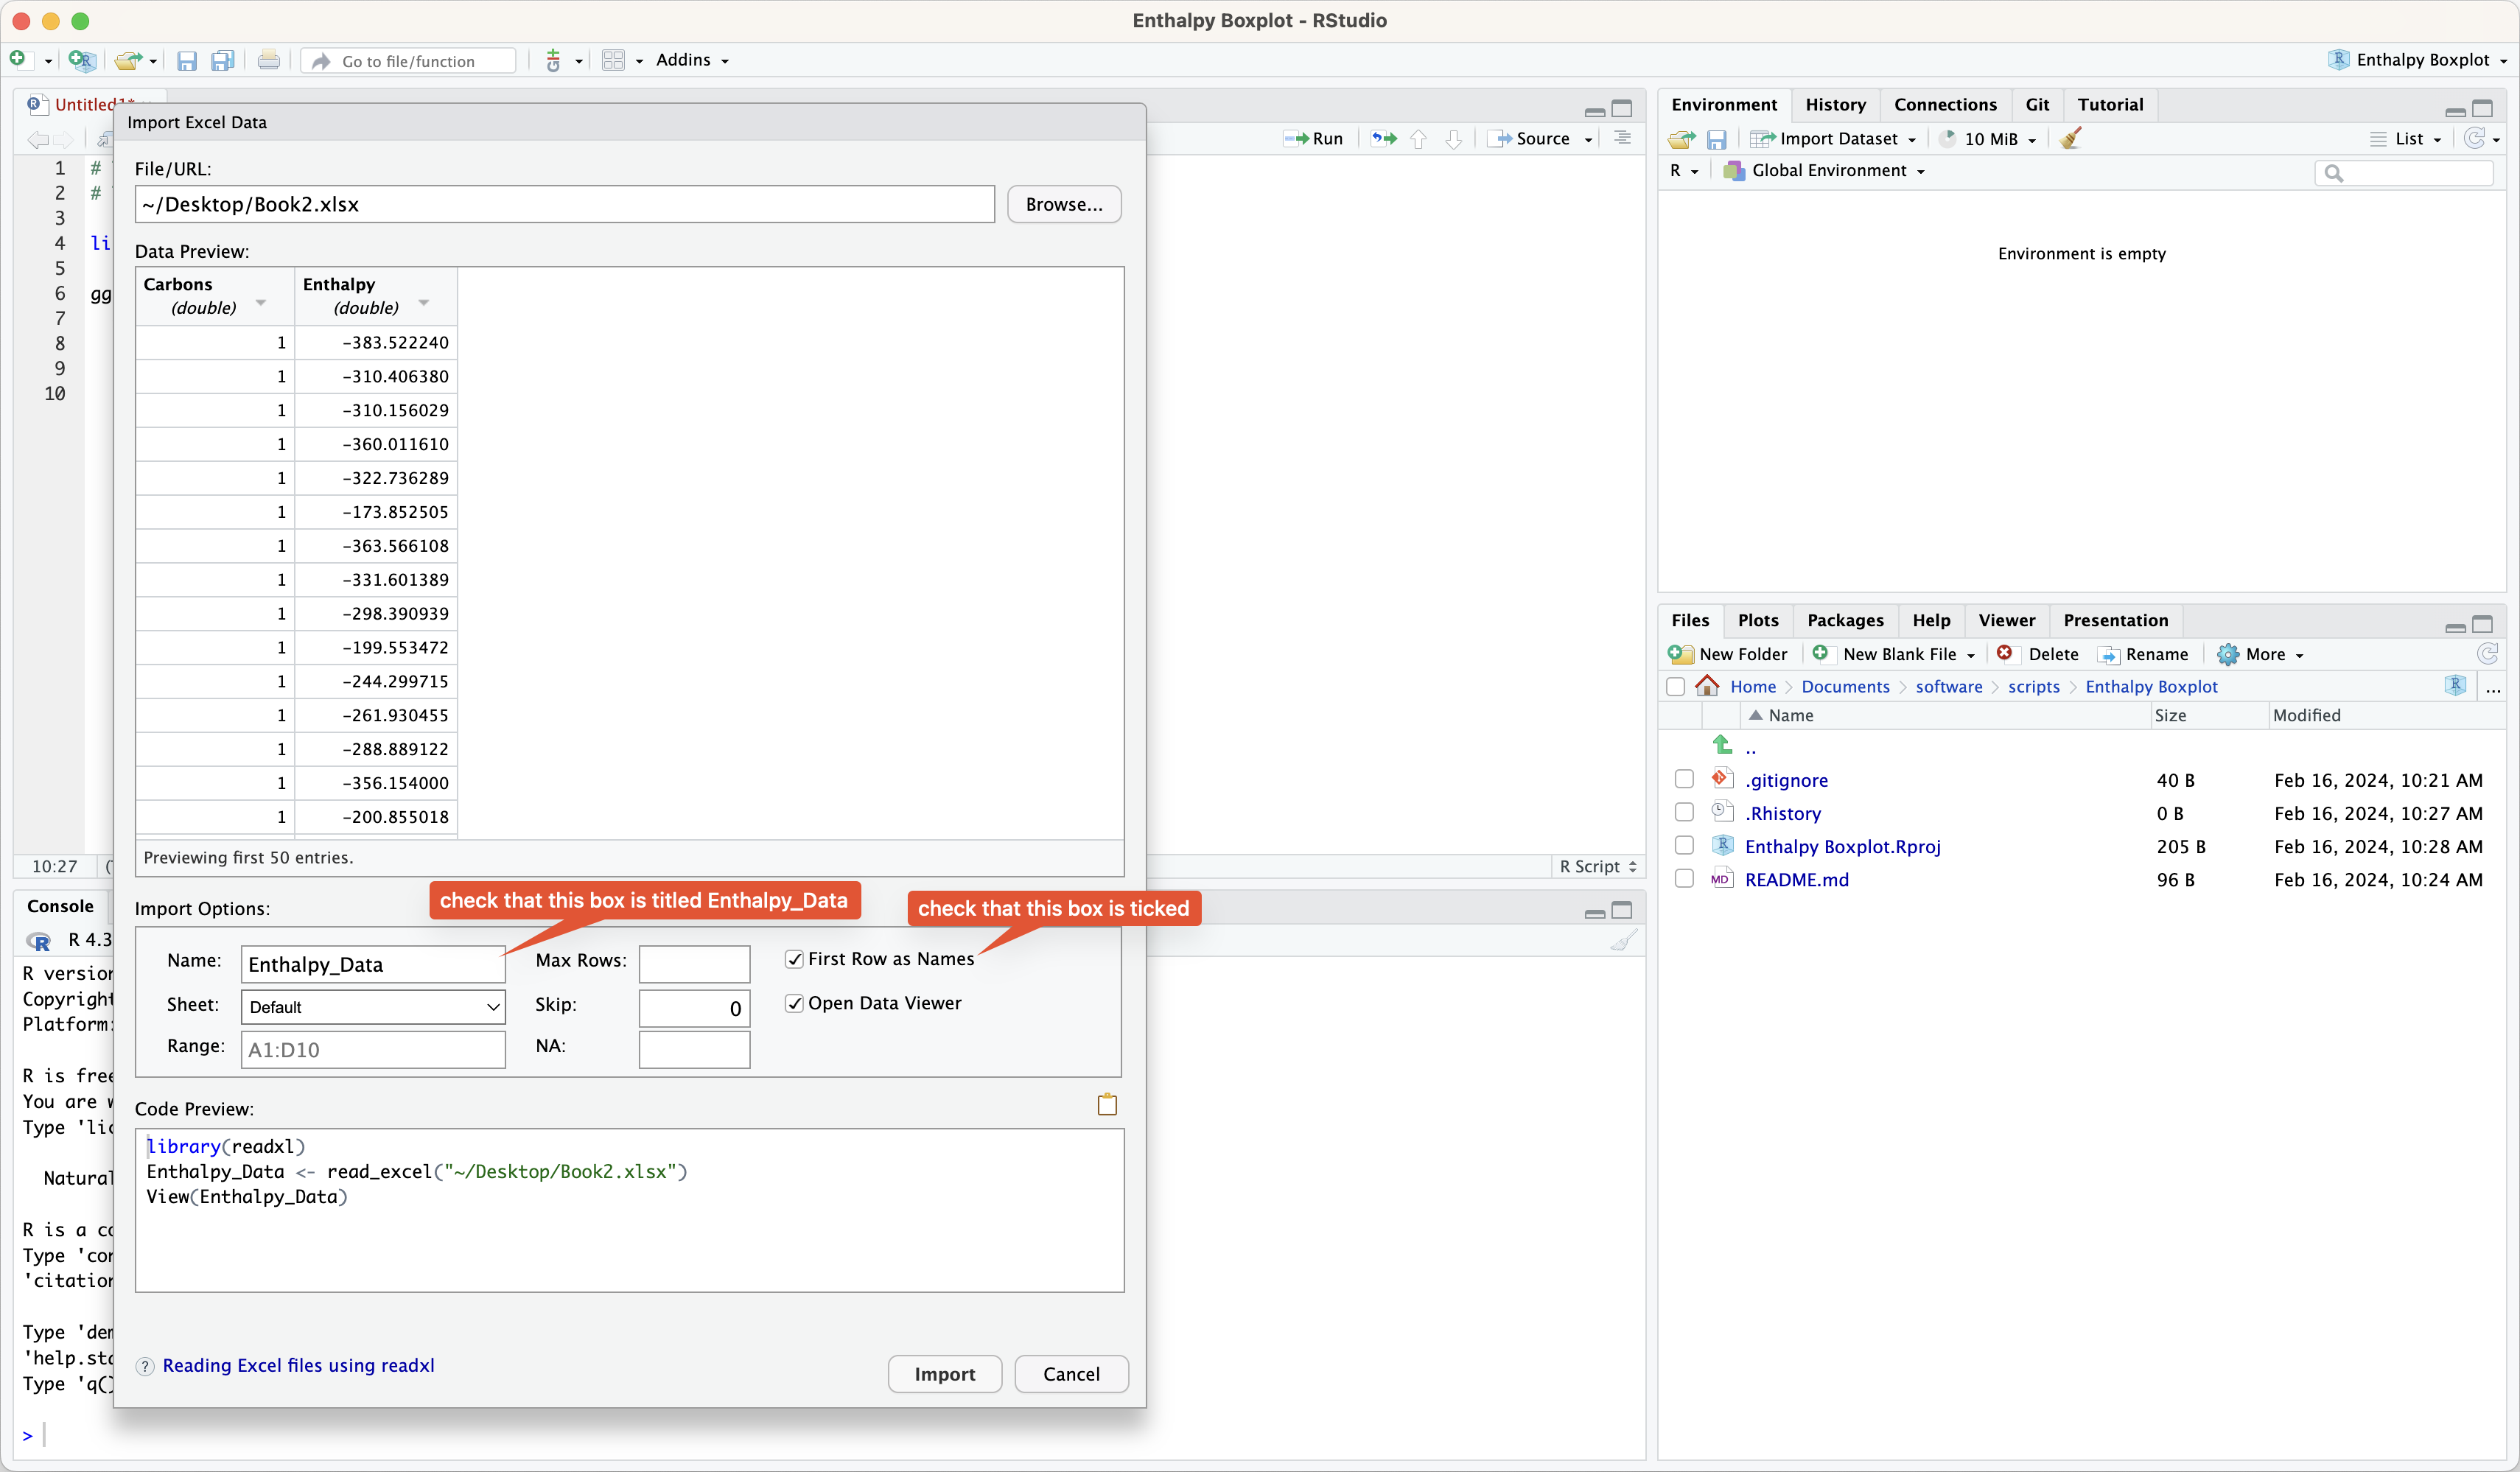 Enthalpy Boxplot - RStudio
Go to file/function
Addins
Enthalpy Boxplot
Untitled1*
Run
Source
1 #
2 #
3
4 li
5
6 gg
7
8
9
10
10:27
R Script
Import Excel Data
File/URL:
~/Desktop/Book2.xlsx
Browse...
Data Preview:
Carbons Enthalpy
(double) (double)
1 -383.522240
1 -310.406380
1 -310.156029
1 -360.011610
1 -322.736289
1 -173.852505
1 -363.566108
1 -331.601389
1 -298.390939
1 -199.553472
1 -244.299715
1 -261.930455
1 -288.889122
1 -356.154000
1 -200.855018
Previewing first 50 entries.
check that this box is titled Enthalpy_Data
check that this box is ticked
Import Options:
Name: Enthalpy_Data Max Rows: First Row as Names
Sheet: Default Skip: 0 Open Data Viewer
Range: A1:D10 NA:
Code Preview:
library(readxl)
Enthalpy_Data <- read_excel("~/Desktop/Book2.xlsx")
View(Enthalpy_Data)
Reading Excel files using readxl
Import Cancel
Console
R 4.3
R version
Copyright
Platform:
R is free
You are w
Type 'lic
Natural
R is a co
Type 'con
'citation
Type 'dem
'help.sta
Type 'q()
>
Environment History Connections Git Tutorial
Import Dataset 10 MiB List
R Global Environment
Environment is empty
Files Plots Packages Help Viewer Presentation
New Folder New Blank File Delete Rename More
Home Documents software scripts Enthalpy Boxplot ...
Name Size Modified
..
.gitignore 40 B Feb 16, 2024, 10:21 AM
.Rhistory 0 B Feb 16, 2024, 10:27 AM
Enthalpy Boxplot.Rproj 205 B Feb 16, 2024, 10:28 AM
README.md 96 B Feb 16, 2024, 10:24 AM